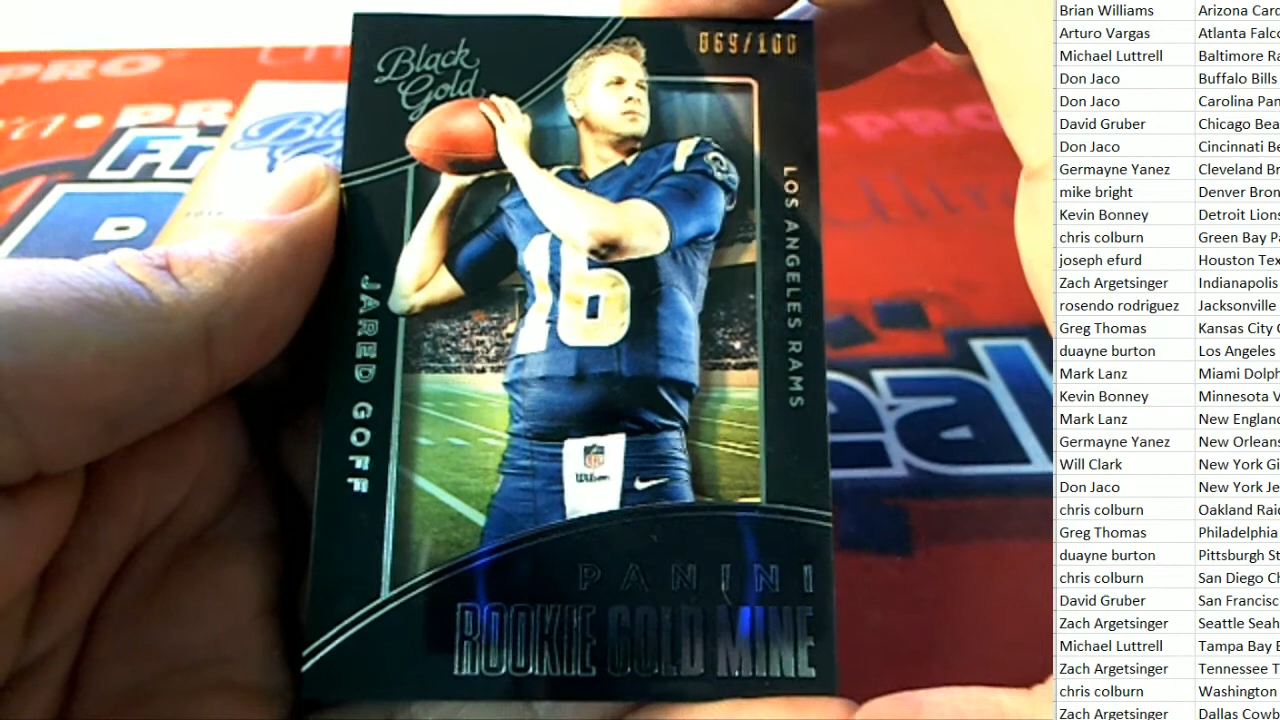 Black
Gold
069/100
LOS ANGELES RAMS
JARED GOFF
16
NFL
Wilson
PANINI
ROOKIE GOLD MINE
PRO
PRO
Brian Williams Arizona Card
Arturo Vargas Atlanta Falco
Michael Luttrell Baltimore Ra
Don Jaco Buffalo Bills
Don Jaco Carolina Pan
David Gruber Chicago Bea
Don Jaco Cincinnati Be
Germayne Yanez Cleveland Br
mike bright Denver Bron
Kevin Bonney Detroit Lion
chris colburn Green Bay P
joseph efurd Houston Tex
Zach Argetsinger Indianapolis
rosendo rodriguez Jacksonville
Greg Thomas Kansas City
duayne burton Los Angeles
Mark Lanz Miami Dolph
Kevin Bonney Minnesota V
Mark Lanz New England
Germayne Yanez New Orleans
Will Clark New York Gi
Don Jaco New York Je
chris colburn Oakland Raid
Greg Thomas Philadelphia
duayne burton Pittsburgh St
chris colburn San Diego Ch
David Gruber San Francisc
Zach Argetsinger Seattle Seah
Michael Luttrell Tampa Bay B
Zach Argetsinger Tennessee T
chris colburn Washington
Zach Argetsinger Dallas Cowb